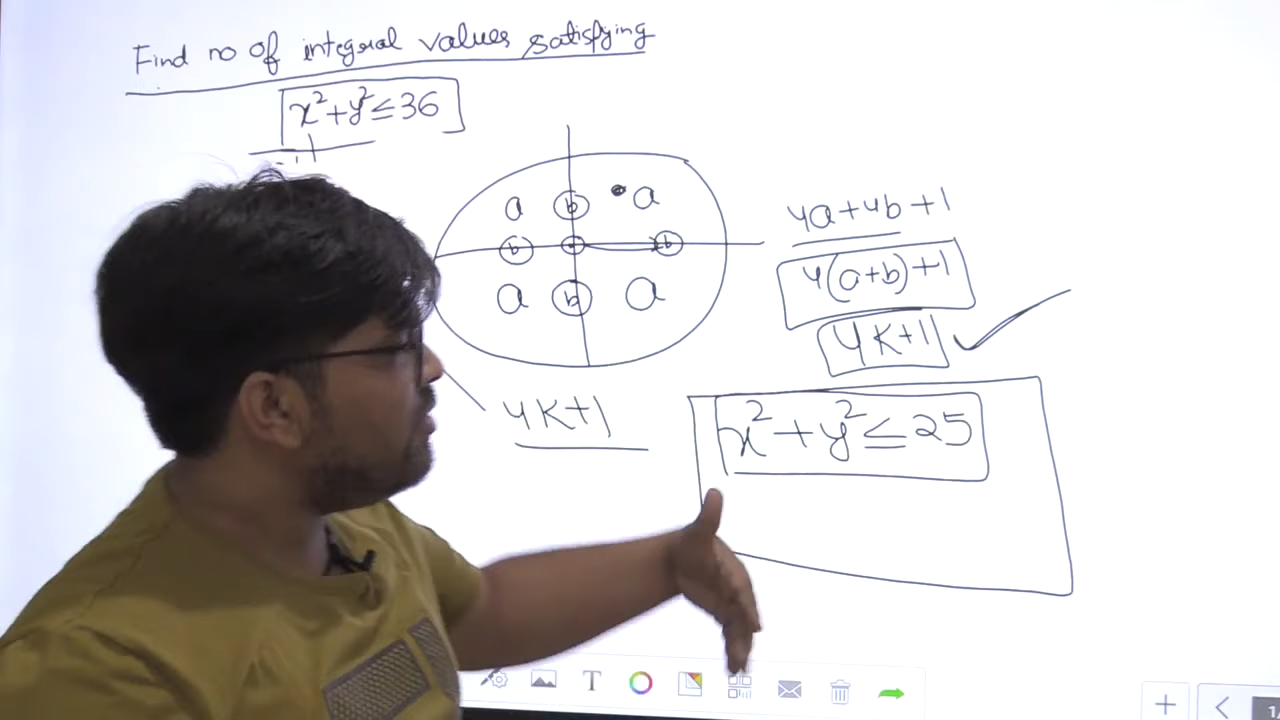 Find no of integral values satisfying
x²+y²≤36
a b a
b b
a b a
4a+4b+1
4(a+b)+1
4K+1
4K+1
x²+y²≤25
T